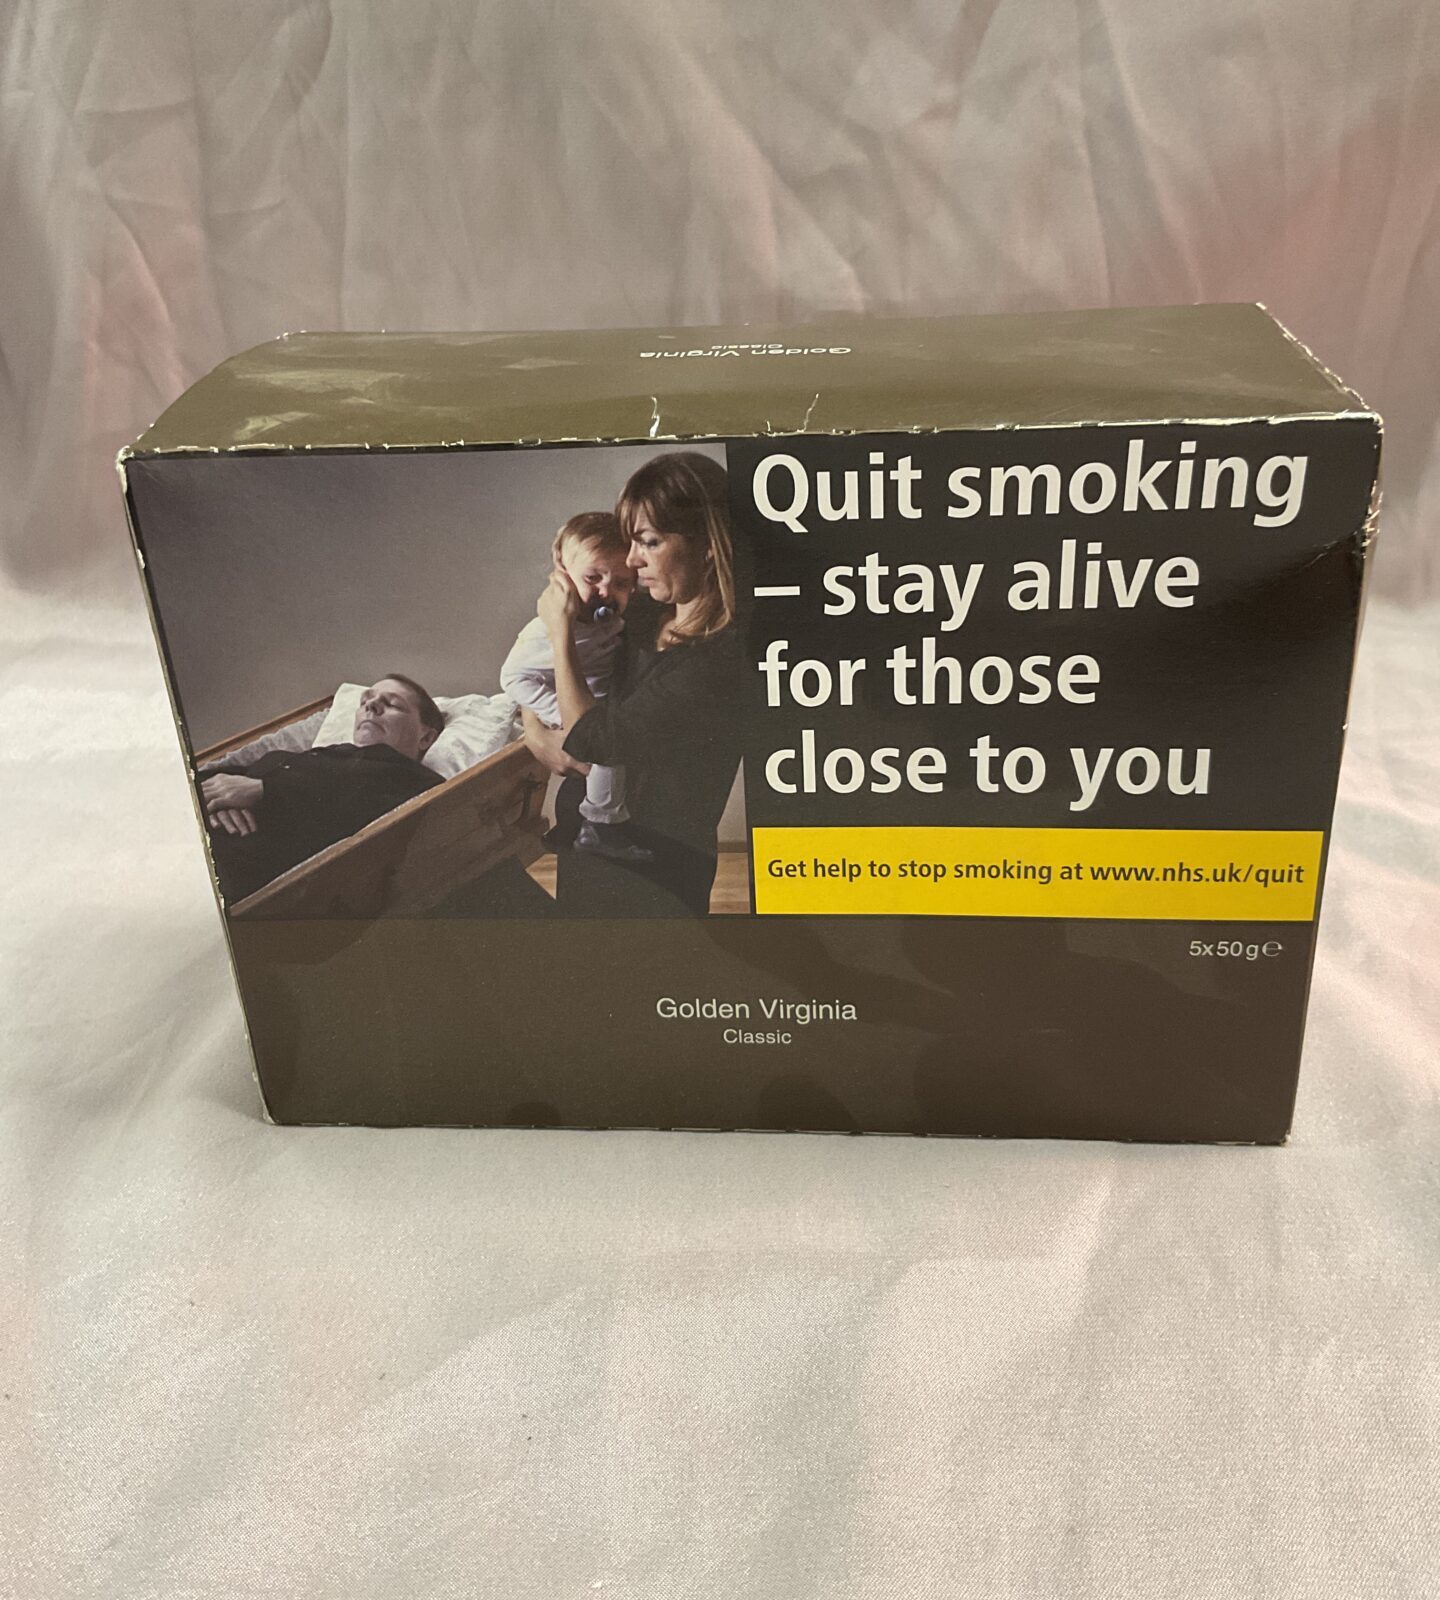 Golden Virginia
Classic
Quit smoking
– stay alive
for those
close to you
Get help to stop smoking at www.nhs.uk/quit
5x50g℮
Golden Virginia
Classic